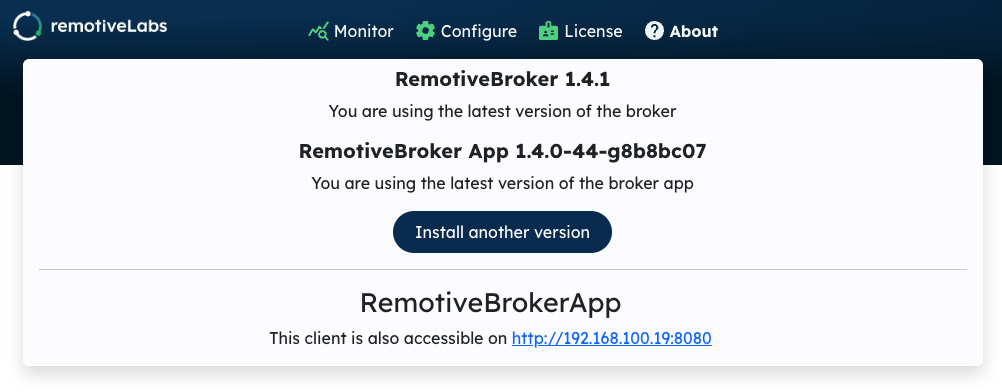 remotiveLabs
Monitor
Configure
License
About
RemotiveBroker 1.4.1
You are using the latest version of the broker
RemotiveBroker App 1.4.0-44-g8b8bc07
You are using the latest version of the broker app
Install another version
RemotiveBrokerApp
This client is also accessible on http://192.168.100.19:8080